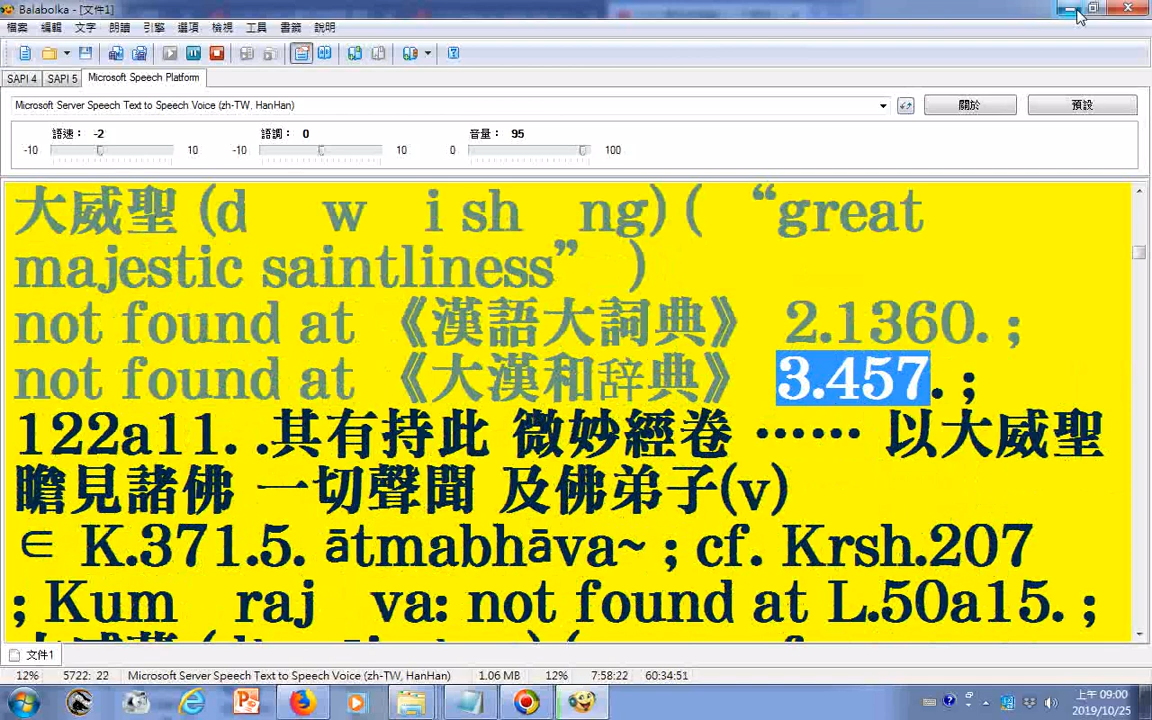 Balabolka - [文件1]
檔案 編輯 文字 朗讀 引擎 選項 檢視 工具 書籤 說明
SAPI 4 SAPI 5 Microsoft Speech Platform
Microsoft Server Speech Text to Speech Voice (zh-TW, HanHan) 關於 預設
語速： -2 語調： 0 音量： 95
-10 10 -10 10 0 100
大威聖 (d w i sh ng) ( “great
majestic saintliness” )
not found at 《漢語大詞典》 2.1360. ;
not found at 《大漢和辞典》 3.457. ;
122a11. .其有持此 微妙經卷 …… 以大威聖
瞻見諸佛 一切聲聞 及佛弟子(v)
∈ K.371.5. ātmabhāva~ ; cf. Krsh.207
; Kum raj va: not found at L.50a15. ;
文件1
12% 5722: 22 Microsoft Server Speech Text to Speech Voice (zh-TW, HanHan) 1.06 MB 12% 7:58:22 60:34:51
上午 09:00
2019/10/25